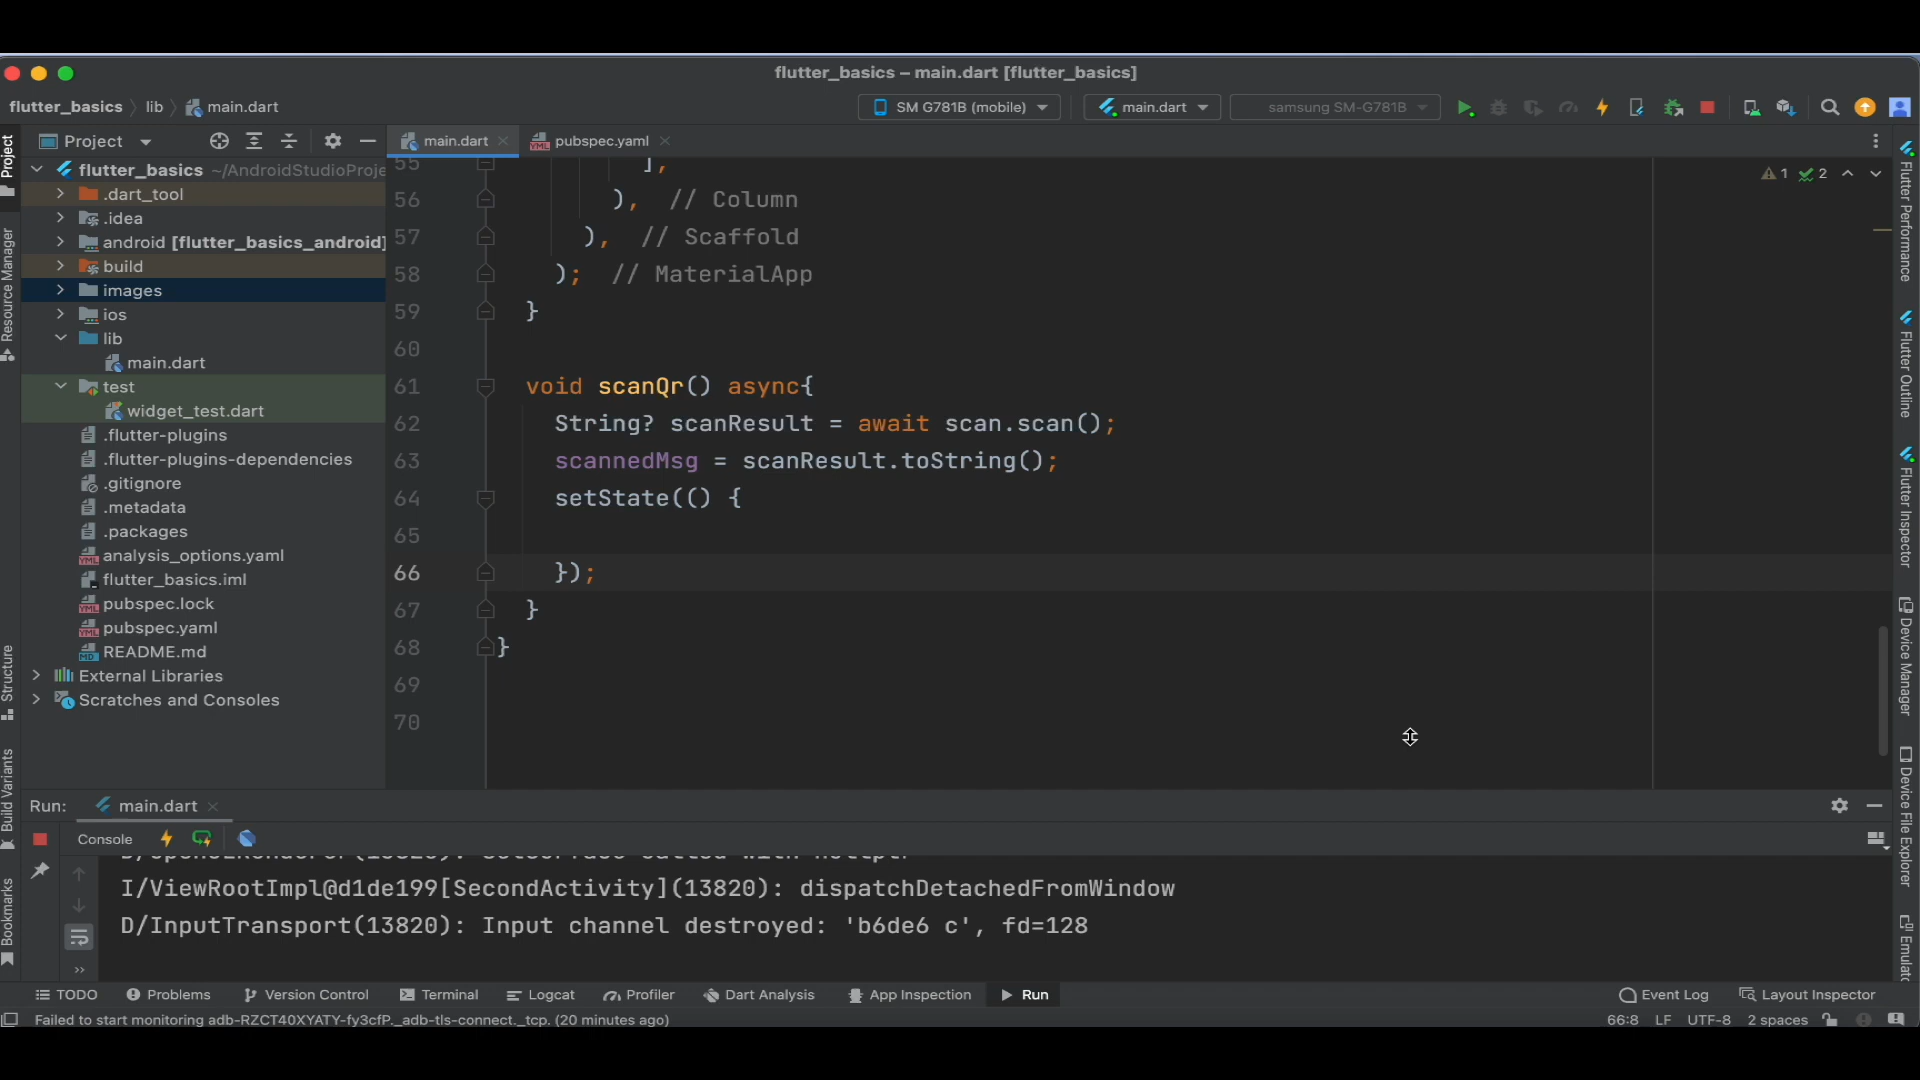 flutter_basics – main.dart [flutter_basics]
flutter_basics lib main.dart
SM G781B (mobile) main.dart samsung SM-G781B
Project main.dart pubspec.yaml
flutter_basics ~/AndroidStudioProje
.dart_tool
.idea
android [flutter_basics_android]
build
images
ios
lib
main.dart
test
widget_test.dart
.flutter-plugins
.flutter-plugins-dependencies
.gitignore
.metadata
.packages
analysis_options.yaml
flutter_basics.iml
pubspec.lock
pubspec.yaml
README.md
External Libraries
Scratches and Consoles
Project
Resource Manager
Structure
Build Variants
Bookmarks
1 2
55 ],
56 ), // Column
57 ), // Scaffold
58 ); // MaterialApp
59 }
60
61 void scanQr() async{
62 String? scanResult = await scan.scan();
63 scannedMsg = scanResult.toString();
64 setState(() {
65
66 });
67 }
68 }
69
70
Flutter Performance
Flutter Outline
Flutter Inspector
Device Manager
Device File Explorer
Emulat
Run: main.dart
Console
I/ViewRootImpl@d1de199[SecondActivity](13820): dispatchDetachedFromWindow
D/InputTransport(13820): Input channel destroyed: 'b6de6 c', fd=128
TODO Problems Version Control Terminal Logcat Profiler Dart Analysis App Inspection Run Event Log Layout Inspector
Failed to start monitoring adb-RZCT40XYATY-fy3cfP._adb-tls-connect._tcp. (20 minutes ago) 66:8 LF UTF-8 2 spaces